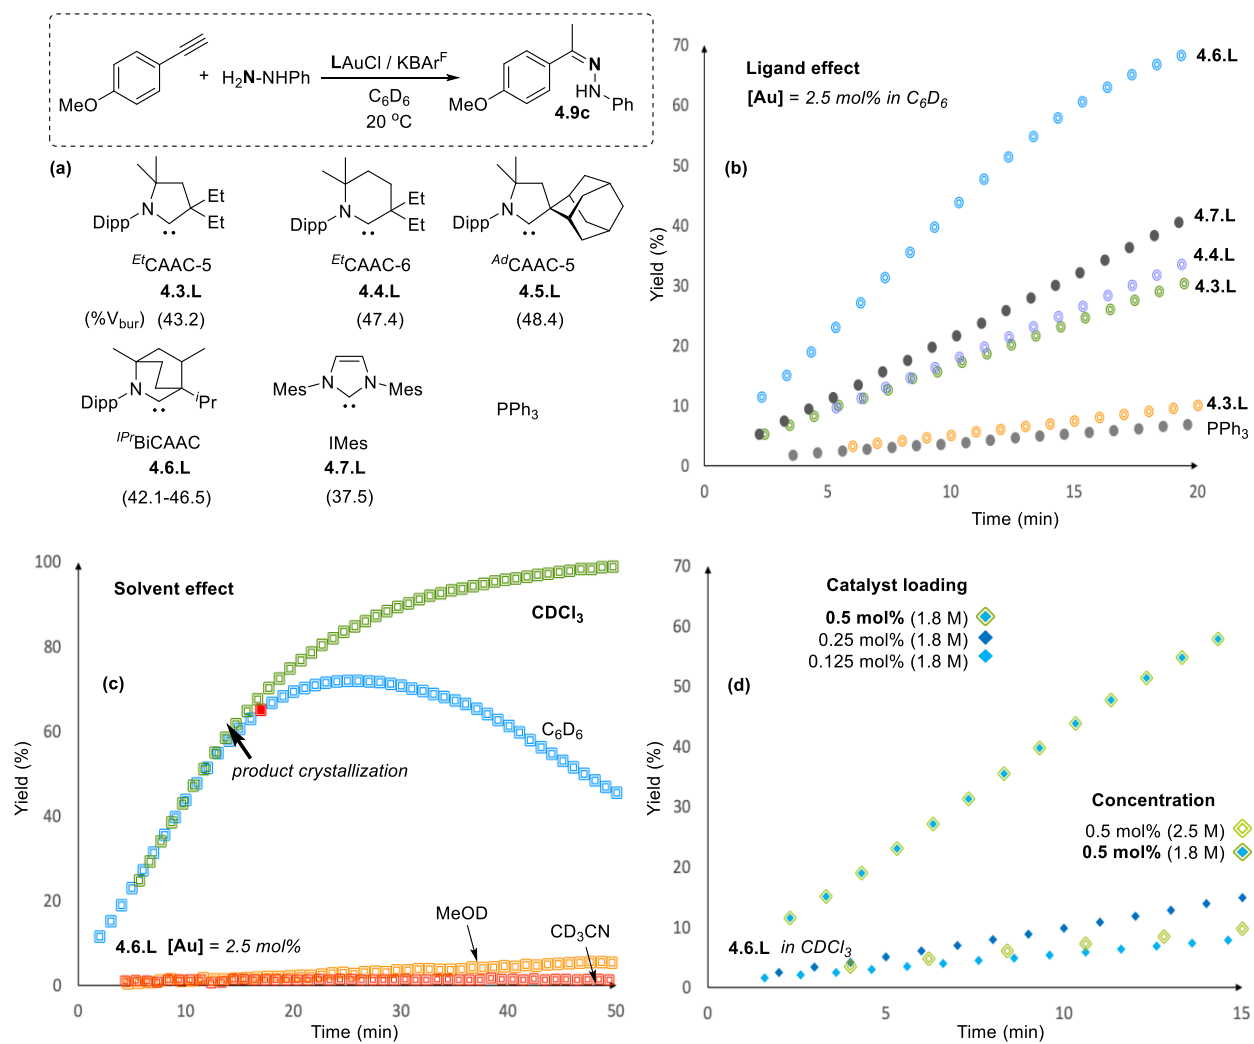 MeO
+
H2N-NHPh
LAuCl / KBAr^F
C6D6
20 °C
N
HN
Ph
MeO
4.9c
(a)
Et
Et
N
Dipp
Et
Et
N
Dipp
N
Dipp
EtCAAC-5
EtCAAC-6
AdCAAC-5
4.3.L
4.4.L
4.5.L
(%Vbur) (43.2)
(47.4)
(48.4)
N
Dipp
iPr
Mes
N
N
Mes
PPh3
iPrBiCAAC
IMes
4.6.L
4.7.L
(42.1-46.5)
(37.5)
70
60
50
40
30
20
10
0
Yield (%)
Ligand effect
[Au] = 2.5 mol% in C6D6
(b)
4.6.L
4.7.L
4.4.L
4.3.L
4.3.L
PPh3
0
5
10
15
20
Time (min)
100
80
60
40
20
0
Yield (%)
Solvent effect
CDCl3
(c)
C6D6
product crystallization
MeOD
CD3CN
4.6.L [Au] = 2.5 mol%
0
10
20
30
40
50
Time (min)
70
60
50
40
30
20
10
0
Yield (%)
Catalyst loading
0.5 mol% (1.8 M)
0.25 mol% (1.8 M)
0.125 mol% (1.8 M)
(d)
Concentration
0.5 mol% (2.5 M)
0.5 mol% (1.8 M)
4.6.L in CDCl3
0
5
10
15
Time (min)